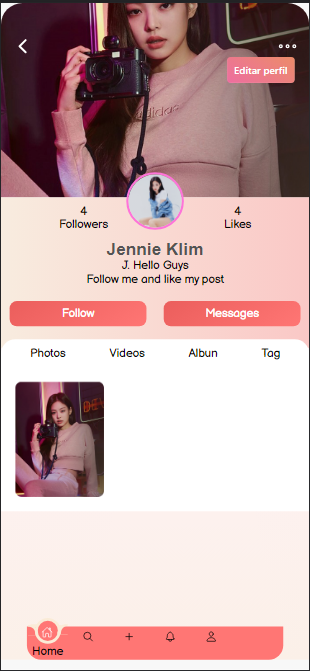 adidas
Editar perfil
4
Followers
4
Likes
Jennie Klim
J. Hello Guys
Follow me and like my post
Follow
Messages
Photos
Videos
Albun
Tag
Home